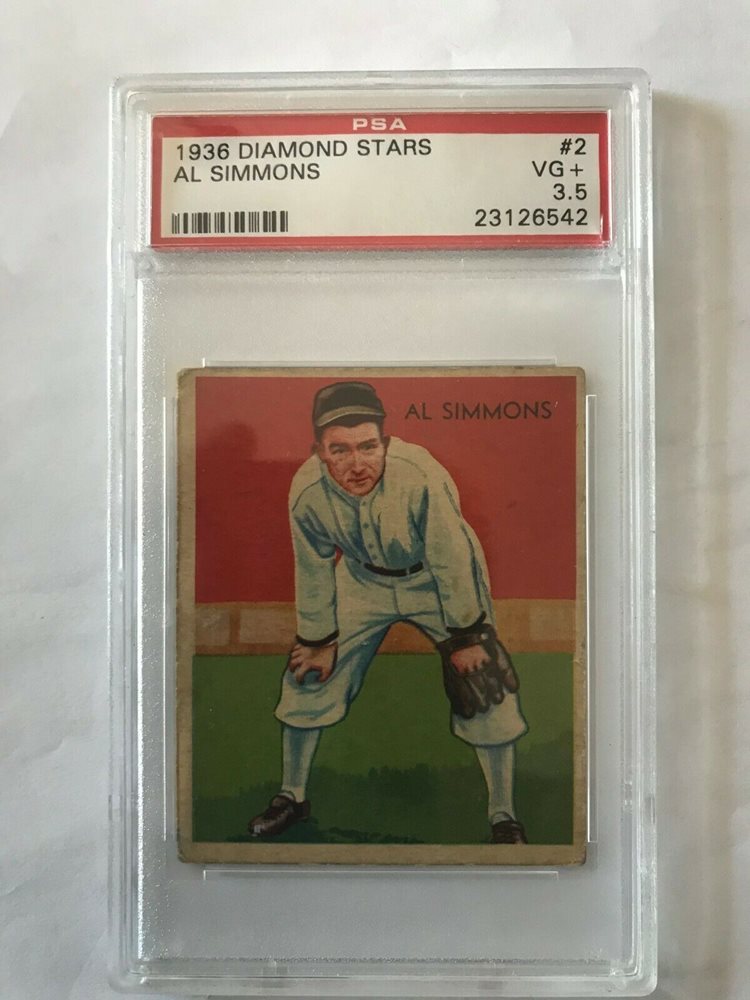 PSA
1936 DIAMOND STARS #2
AL SIMMONS VG+
3.5
23126542
AL SIMMONS